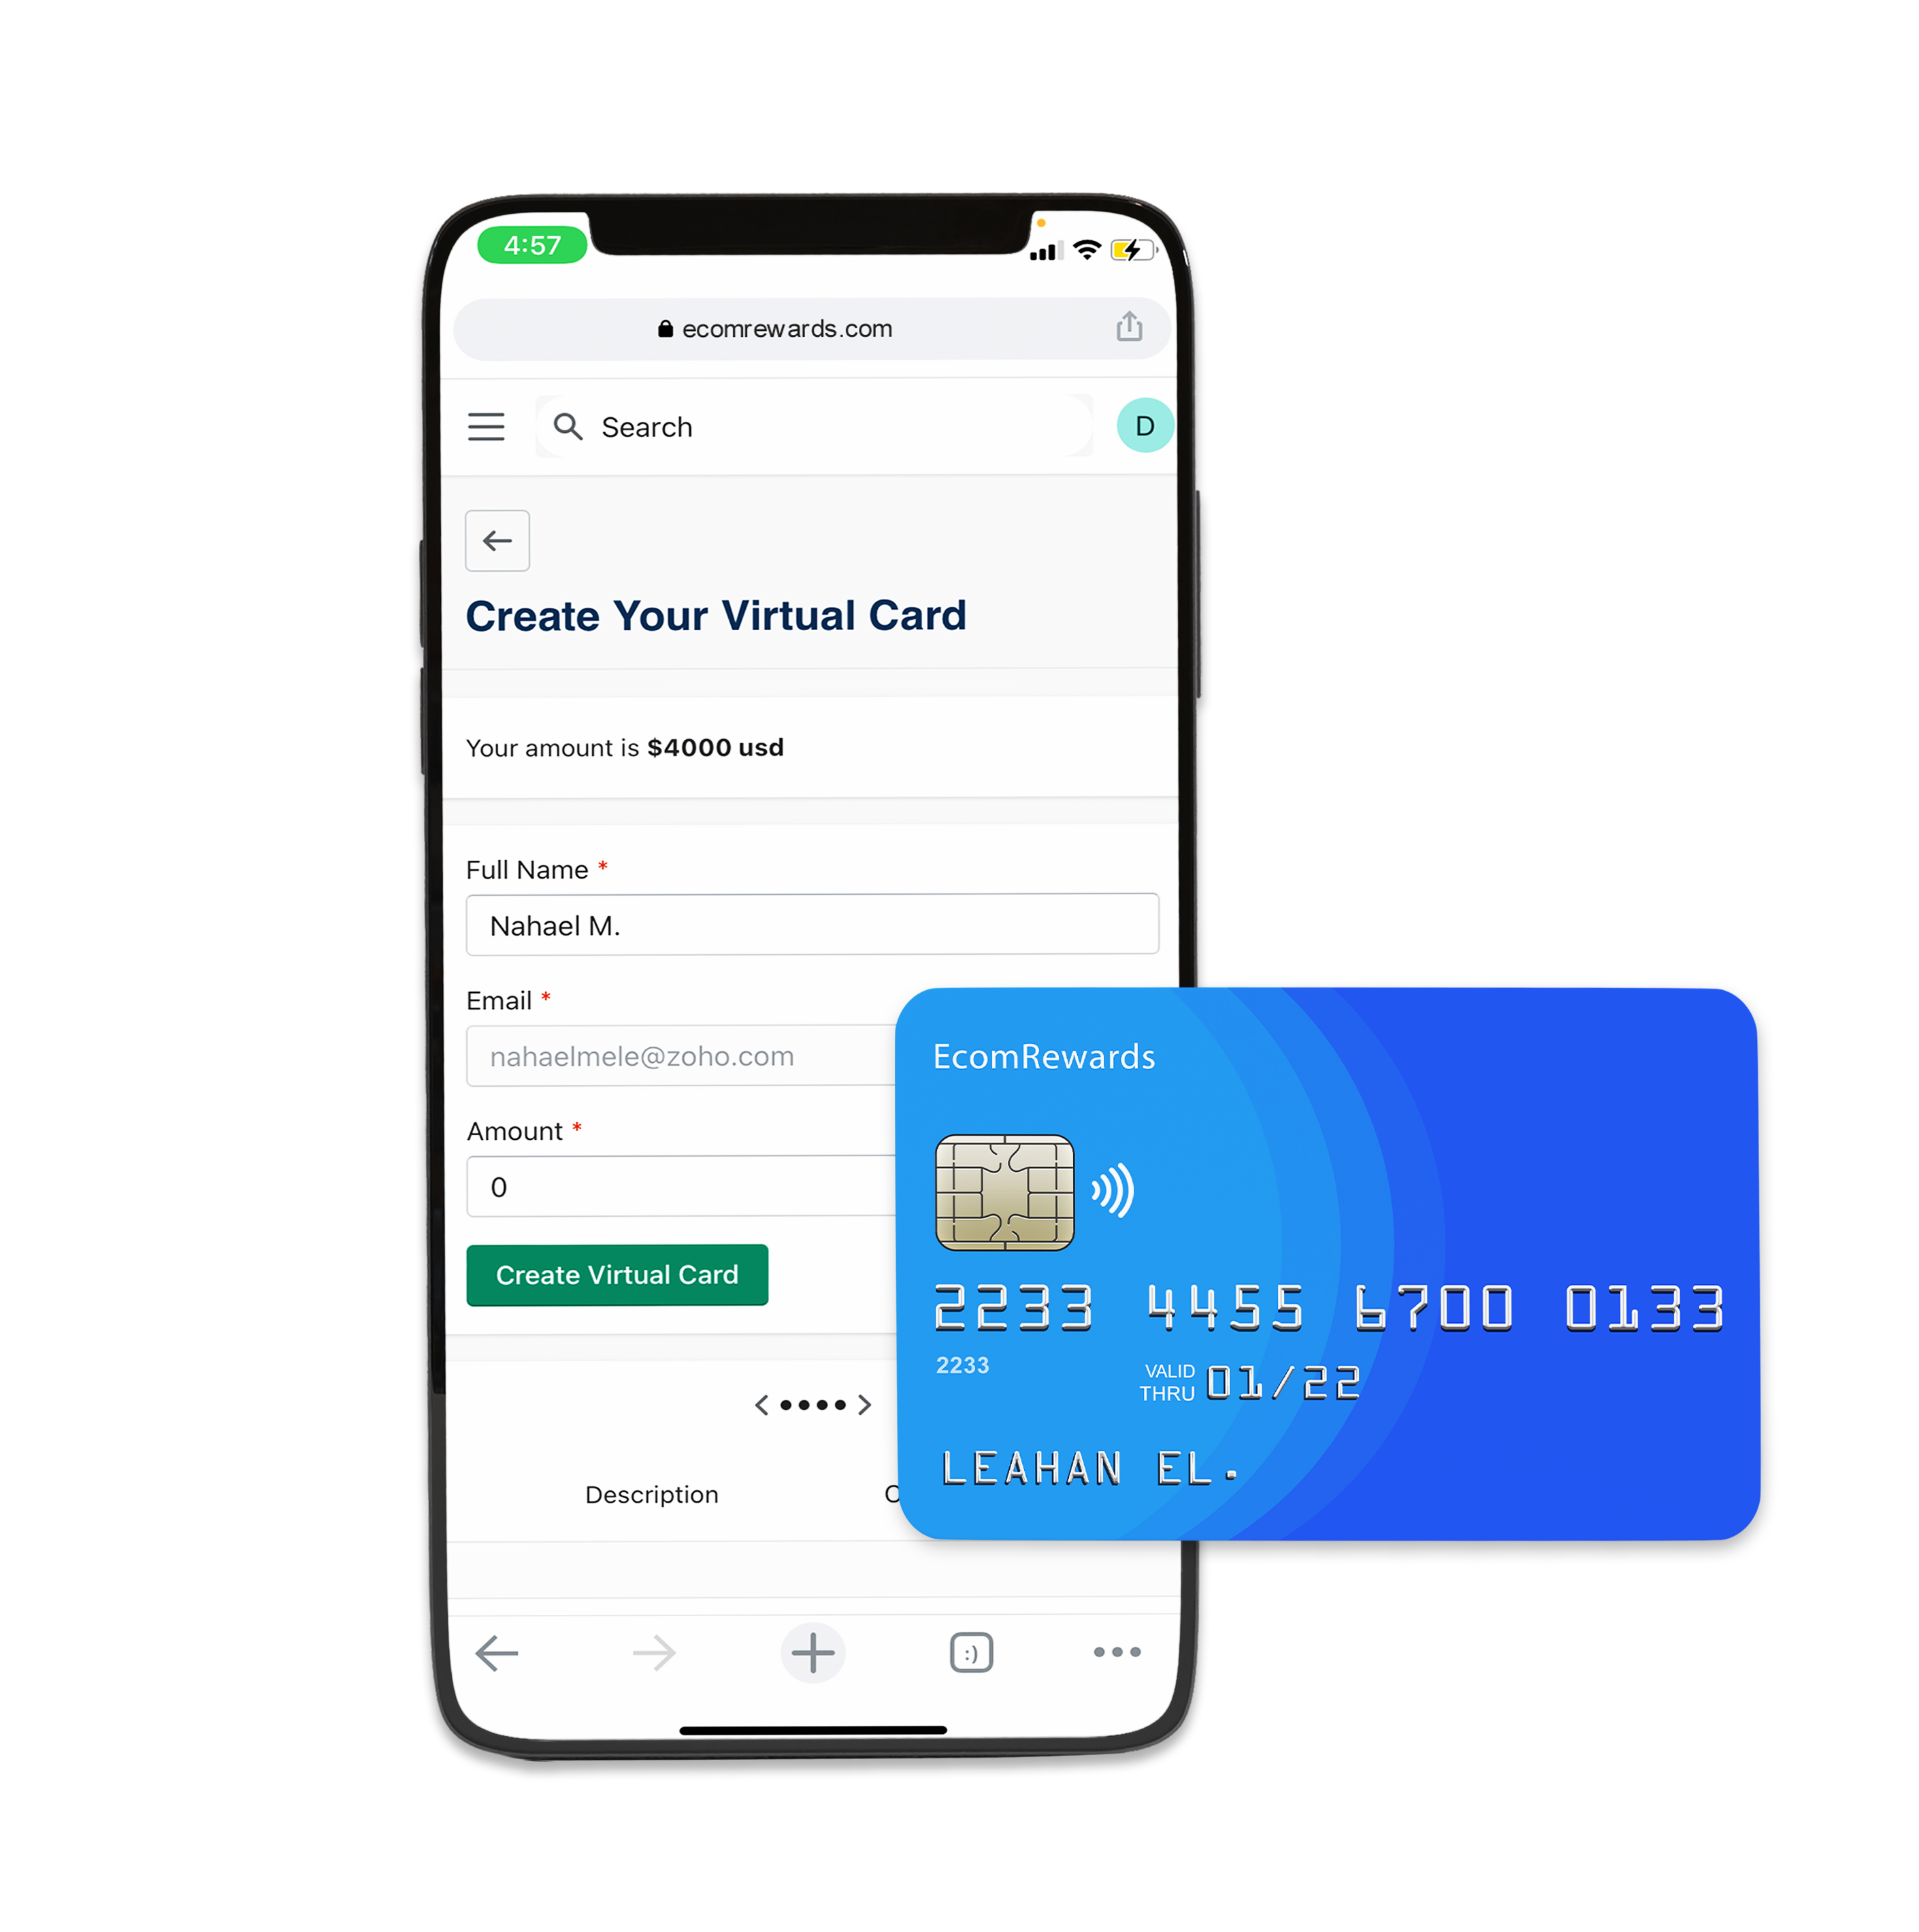 4:57
ecomrewards.com
Search
D
Create Your Virtual Card
Your amount is $4000 usd
Full Name *
Nahael M.
Email *
nahaelmele@zoho.com
Amount *
0
Create Virtual Card
Description
:)
EcomRewards
2233 4455 6700 0133
2233
VALID THRU 01/22
LEAHAN EL.